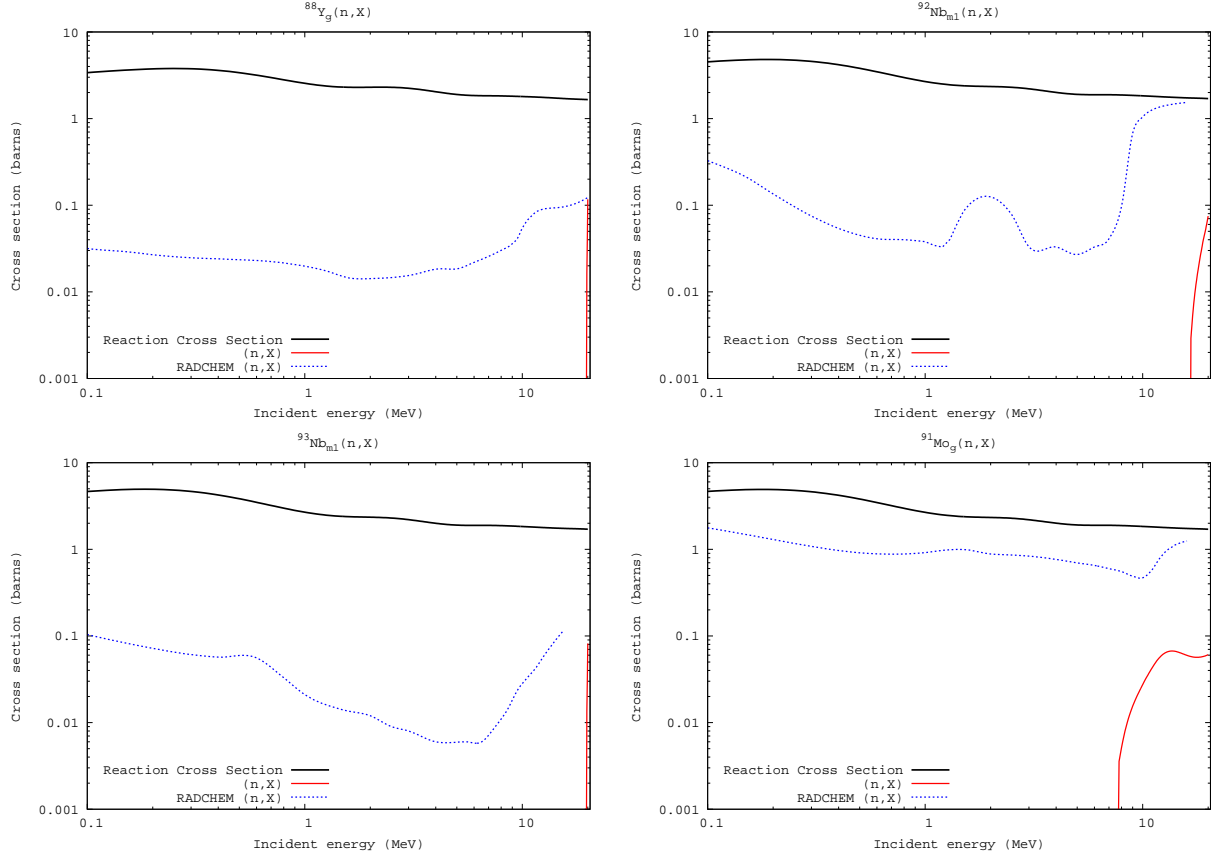 ⁸⁸Y_g(n,X)
10
1
0.1
0.01
0.001
0.1
1
10
Cross section (barns)
Incident energy (MeV)
Reaction Cross Section
(n,X)
RADCHEM (n,X)
⁹²Nb_m1(n,X)
10
1
0.1
0.01
0.001
0.1
1
10
Cross section (barns)
Incident energy (MeV)
Reaction Cross Section
(n,X)
RADCHEM (n,X)
⁹³Nb_m1(n,X)
10
1
0.1
0.01
0.001
0.1
1
10
Cross section (barns)
Incident energy (MeV)
Reaction Cross Section
(n,X)
RADCHEM (n,X)
⁹¹Mo_g(n,X)
10
1
0.1
0.01
0.001
0.1
1
10
Cross section (barns)
Incident energy (MeV)
Reaction Cross Section
(n,X)
RADCHEM (n,X)